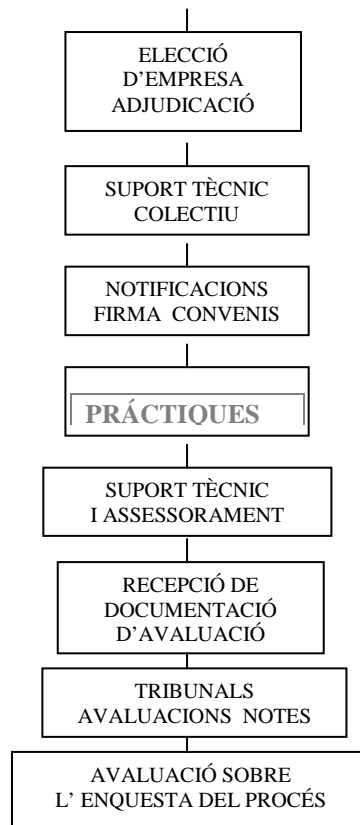 ELECCIÓ
D’EMPRESA
ADJUDICACIÓ
SUPORT TÈCNIC
COLECTIU
NOTIFICACIONS
FIRMA CONVENIS
PRÁCTIQUES
SUPORT TÈCNIC
I ASSESSORAMENT
RECEPCIÓ DE
DOCUMENTACIÓ
D’AVALUACIÓ
TRIBUNALS
AVALUACIONS NOTES
AVALUACIÓ SOBRE
L’ ENQUESTA DEL PROCÉS